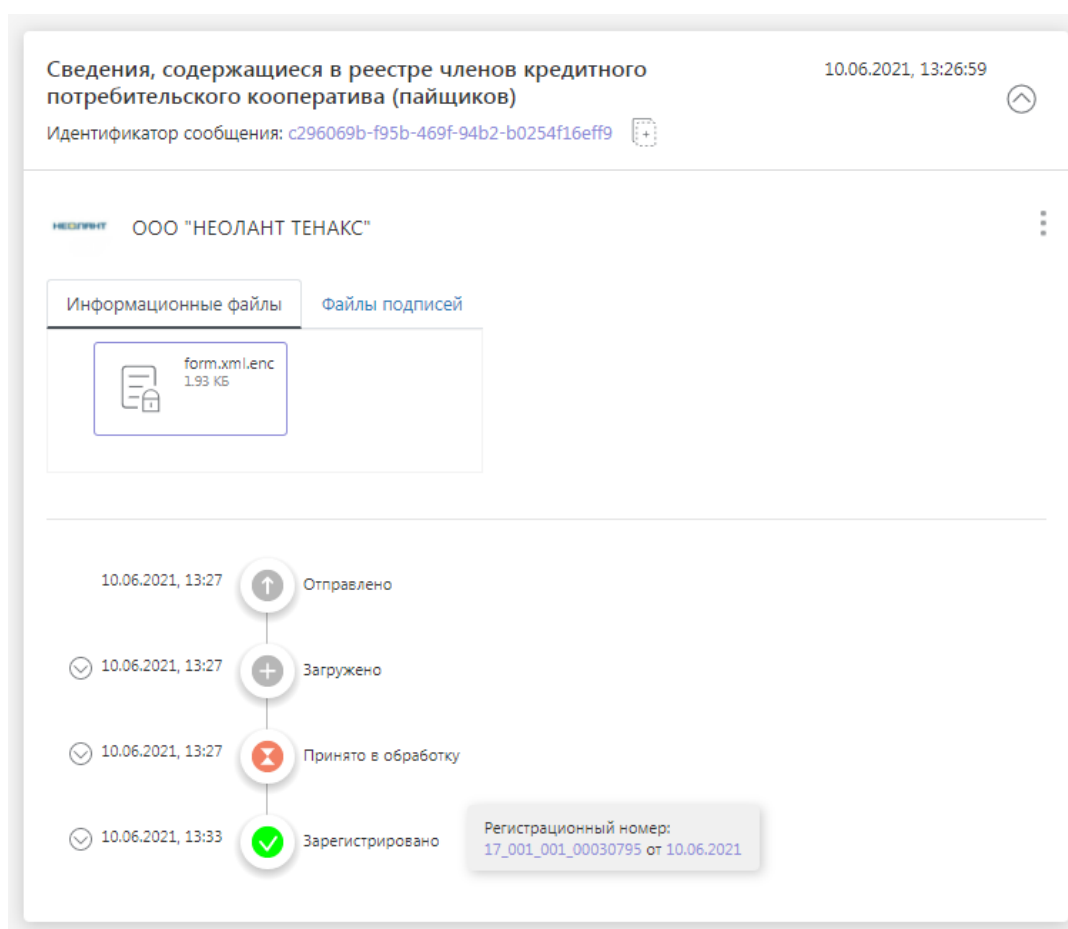 Сведения, содержащиеся в реестре членов кредитного
потребительского кооператива (пайщиков)
10.06.2021, 13:26:59
Идентификатор сообщения: c296069b-f95b-469f-94b2-b0254f16eff9
НЕОЛАНТ
ООО "НЕОЛАНТ ТЕНАКС"
Информационные файлы
Файлы подписей
form.xml.enc
1.93 КБ
10.06.2021, 13:27 Отправлено
10.06.2021, 13:27 Загружено
10.06.2021, 13:27 Принято в обработку
10.06.2021, 13:33 Зарегистрировано
Регистрационный номер:
17_001_001_00030795 от 10.06.2021